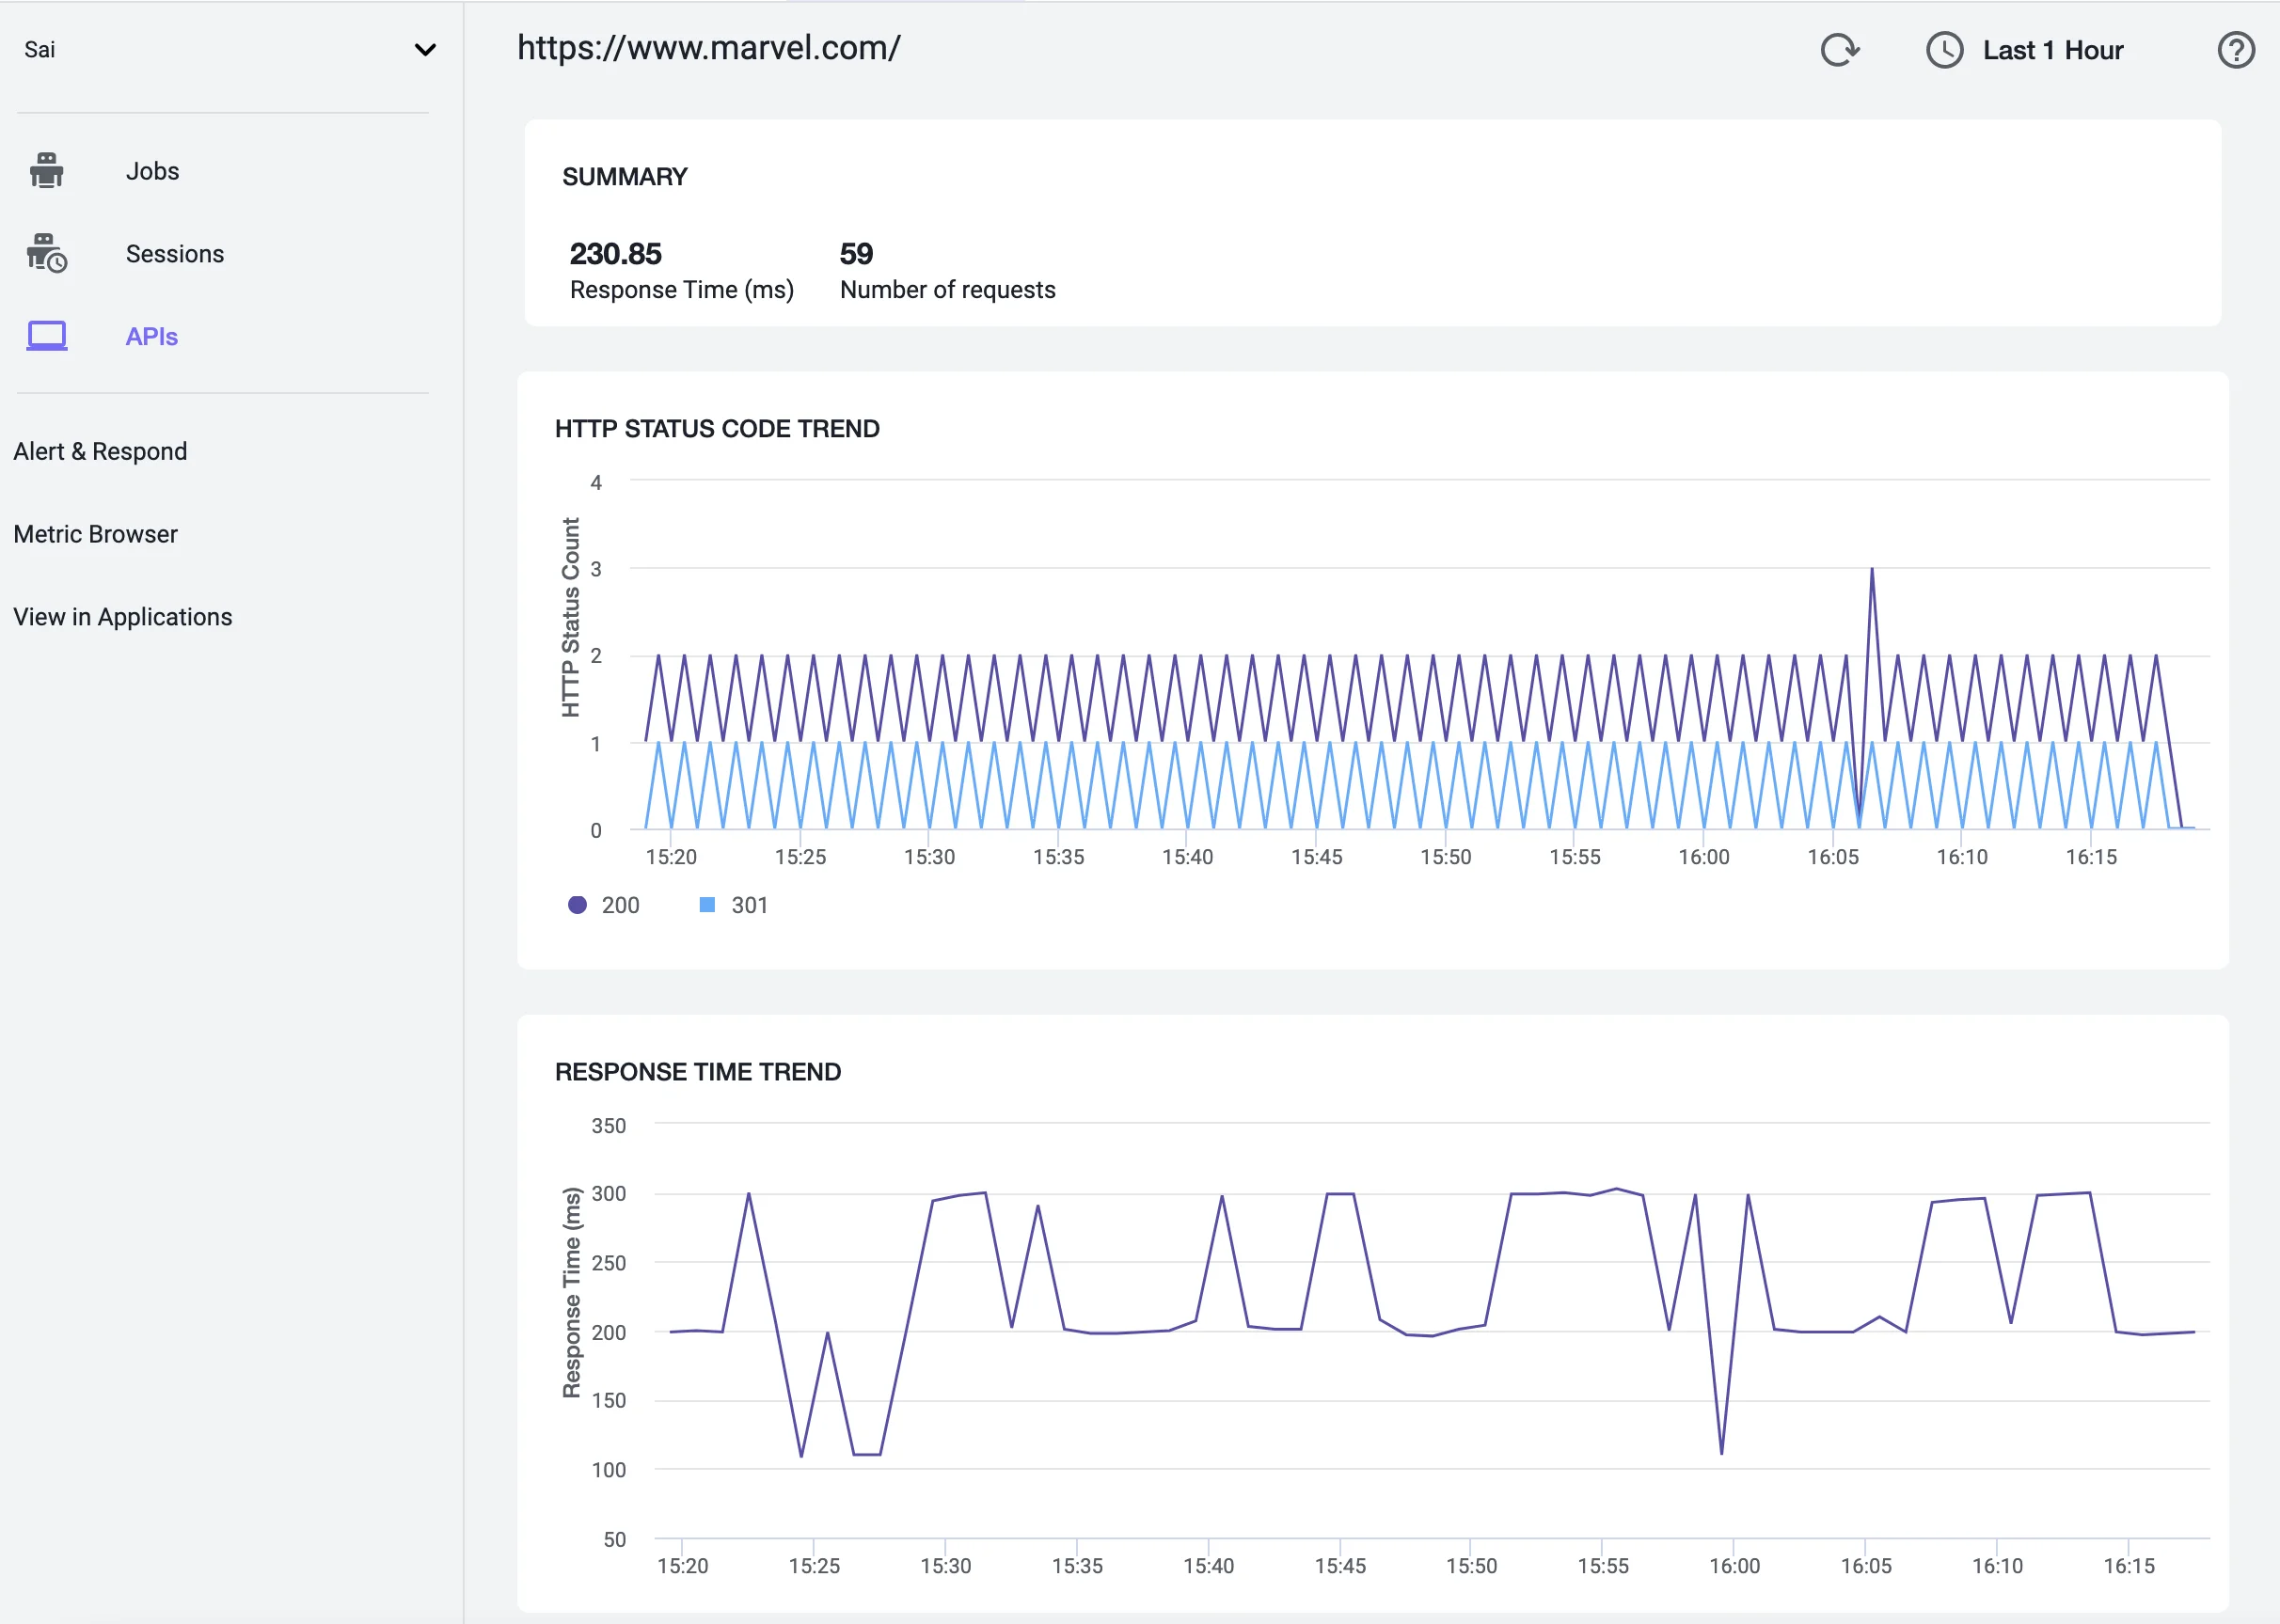 Sai
Jobs
Sessions
APIs
Alert & Respond
Metric Browser
View in Applications
https://www.marvel.com/
Last 1 Hour
?
SUMMARY
230.85 59
Response Time (ms) Number of requests
HTTP STATUS CODE TREND
HTTP Status Count
4
3
2
1
0
15:20 15:25 15:30 15:35 15:40 15:45 15:50 15:55 16:00 16:05 16:10 16:15
200 301
RESPONSE TIME TREND
Response Time (ms)
350
300
250
200
150
100
50
15:20 15:25 15:30 15:35 15:40 15:45 15:50 15:55 16:00 16:05 16:10 16:15